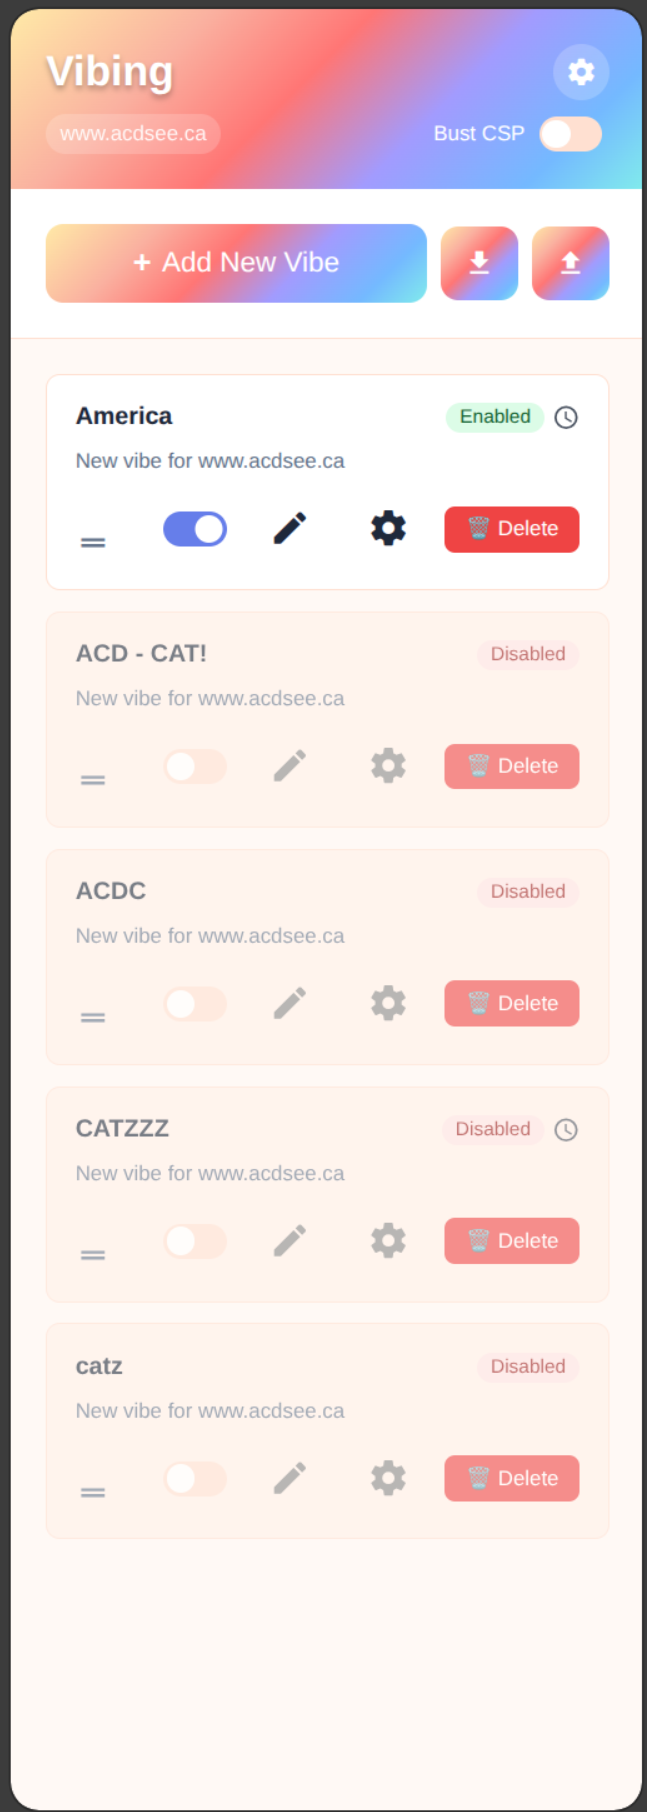 Vibing
www.acdsee.ca
Bust CSP
+ Add New Vibe
America
Enabled
New vibe for www.acdsee.ca
Delete
ACD - CAT!
Disabled
New vibe for www.acdsee.ca
Delete
ACDC
Disabled
New vibe for www.acdsee.ca
Delete
CATZZZ
Disabled
New vibe for www.acdsee.ca
Delete
catz
Disabled
New vibe for www.acdsee.ca
Delete